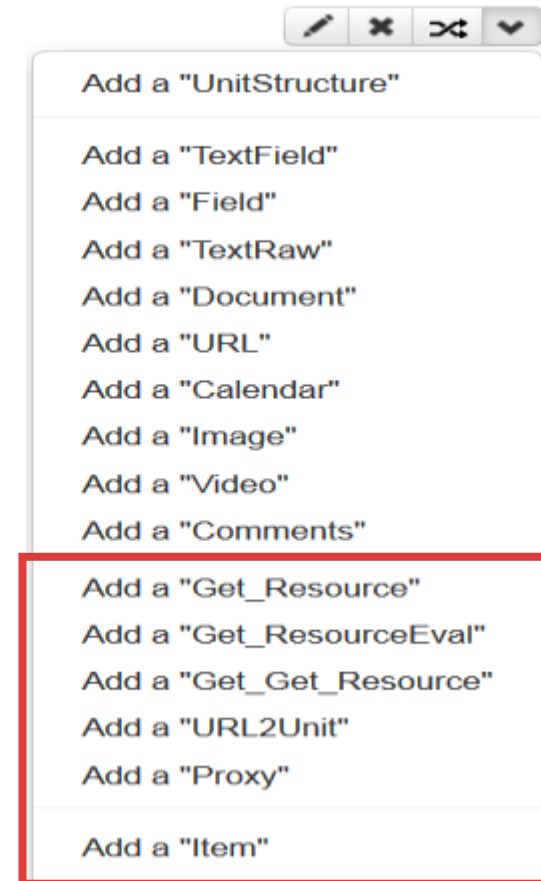 Add a "UnitStructure"
Add a "TextField"
Add a "Field"
Add a "TextRaw"
Add a "Document"
Add a "URL"
Add a "Calendar"
Add a "Image"
Add a "Video"
Add a "Comments"
Add a "Get_Resource"
Add a "Get_ResourceEval"
Add a "Get_Get_Resource"
Add a "URL2Unit"
Add a "Proxy"
Add a "Item"